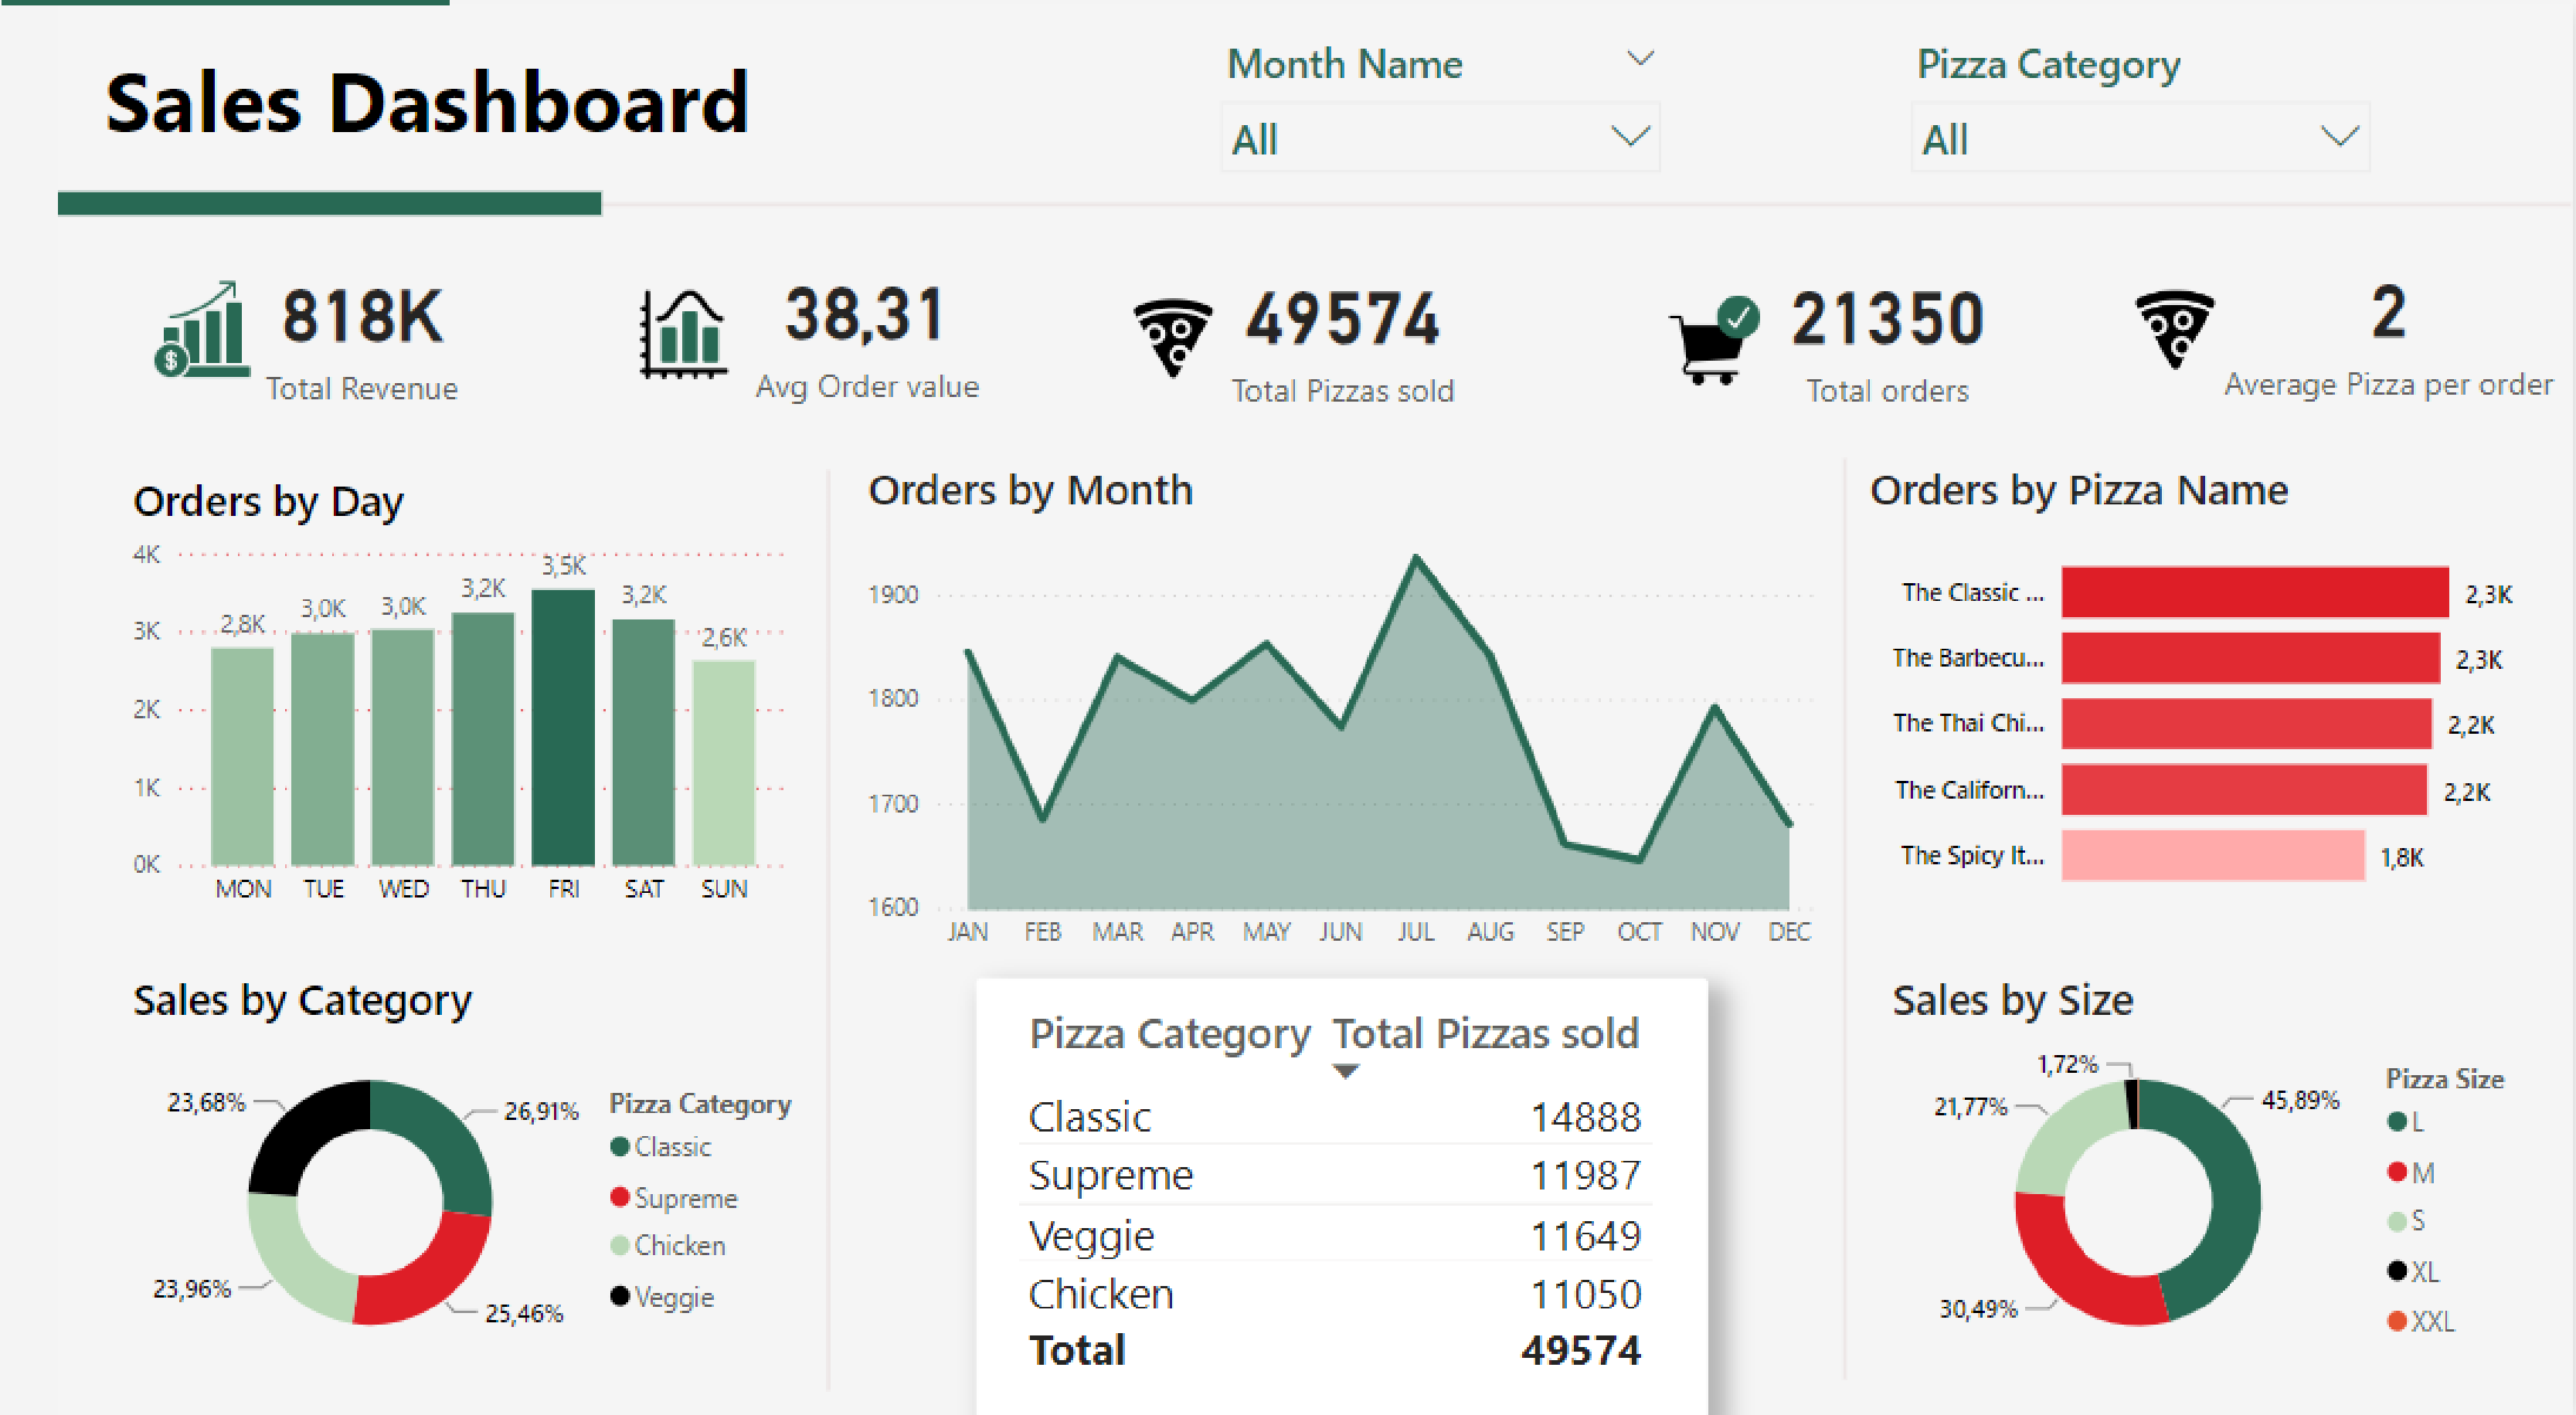 Sales Dashboard
Month Name
All
Pizza Category
All
818K
Total Revenue
38,31
Avg Order value
49574
Total Pizzas sold
21350
Total orders
2
Average Pizza per order
Orders by Day
4K
3K
2K
1K
0K
2,8K
3,0K
3,0K
3,2K
3,5K
3,2K
2,6K
MON TUE WED THU FRI SAT SUN
Orders by Month
1900
1800
1700
1600
JAN FEB MAR APR MAY JUN JUL AUG SEP OCT NOV DEC
Orders by Pizza Name
The Classic ... 2,3K
The Barbecu... 2,3K
The Thai Chi... 2,2K
The Californ... 2,2K
The Spicy It... 1,8K
Sales by Category
23,68%
26,91%
23,96%
25,46%
Pizza Category
Classic
Supreme
Chicken
Veggie
Pizza Category Total Pizzas sold
Classic 14888
Supreme 11987
Veggie 11649
Chicken 11050
Total 49574
Sales by Size
1,72%
21,77%
45,89%
30,49%
Pizza Size
L
M
S
XL
XXL
$